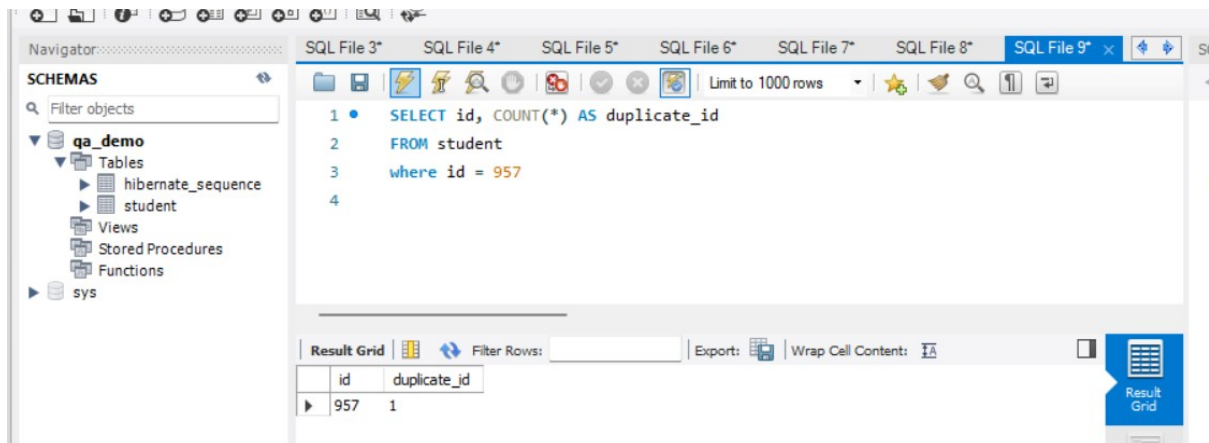 Navigator
SCHEMAS
Filter objects
qa_demo
Tables
hibernate_sequence
student
Views
Stored Procedures
Functions
sys
SQL File 3* SQL File 4* SQL File 5* SQL File 6* SQL File 7* SQL File 8* SQL File 9*
Limit to 1000 rows
1 SELECT id, COUNT(*) AS duplicate_id
2 FROM student
3 where id = 957
4
Result Grid Filter Rows: Export: Wrap Cell Content:
id duplicate_id
957 1
Result
Grid